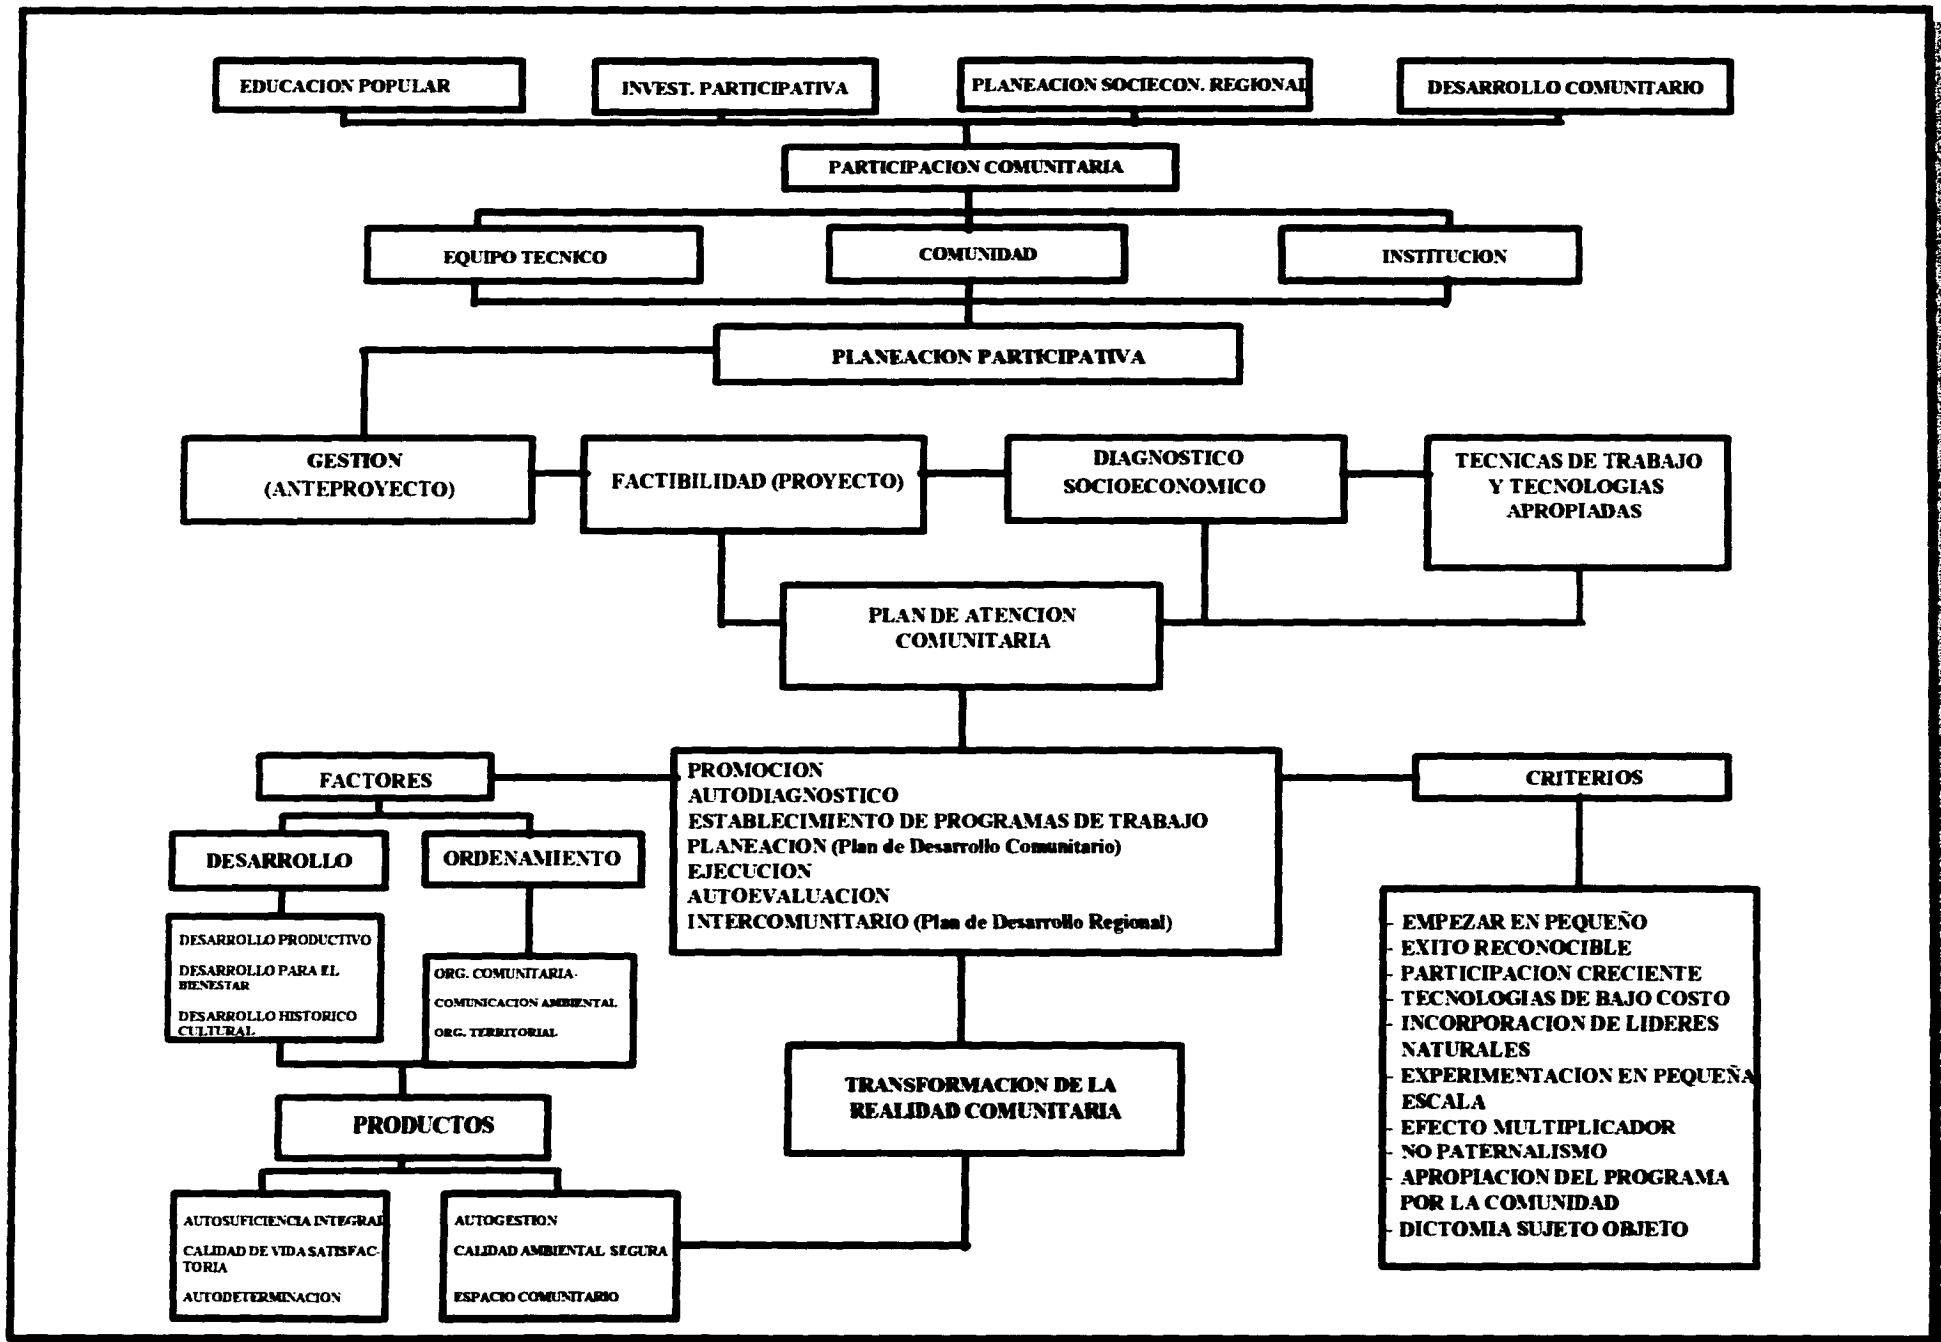 EDUCACION POPULAR
INVEST. PARTICIPATIVA
PLANEACION SOCIECON. REGIONAL
DESARROLLO COMUNITARIO
PARTICIPACION COMUNITARIA
EQUIPO TECNICO
COMUNIDAD
INSTITUCION
PLANEACION PARTICIPATIVA
GESTION
(ANTEPROYECTO)
FACTIBILIDAD (PROYECTO)
DIAGNOSTICO
SOCIOECONOMICO
TECNICAS DE TRABAJO
Y TECNOLOGIAS
APROPIADAS
PLAN DE ATENCION
COMUNITARIA
FACTORES
DESARROLLO
ORDENAMIENTO
DESARROLLO PRODUCTIVO
DESARROLLO PARA EL
BIENESTAR
DESARROLLO HISTORICO
CULTURAL
ORG. COMUNITARIA-
COMUNICACION AMBIENTAL
ORG. TERRITORIAL
PRODUCTOS
AUTOSUFICIENCIA INTEGRAL
CALIDAD DE VIDA SATISFAC-
TORIA
AUTODETERMINACION
AUTOGESTION
CALIDAD AMBIENTAL SEGURA
ESPACIO COMUNITARIO
PROMOCION
AUTODIAGNOSTICO
ESTABLECIMIENTO DE PROGRAMAS DE TRABAJO
PLANEACION (Plan de Desarrollo Comunitario)
EJECUCION
AUTOEVALUACION
INTERCOMUNITARIO (Plan de Desarrollo Regional)
TRANSFORMACION DE LA
REALIDAD COMUNITARIA
CRITERIOS
- EMPEZAR EN PEQUEÑO
- EXITO RECONOCIBLE
- PARTICIPACION CRECIENTE
- TECNOLOGIAS DE BAJO COSTO
- INCORPORACION DE LIDERES
NATURALES
- EXPERIMENTACION EN PEQUEÑA
ESCALA
- EFECTO MULTIPLICADOR
- NO PATERNALISMO
- APROPIACION DEL PROGRAMA
POR LA COMUNIDAD
- DICTOMIA SUJETO OBJETO